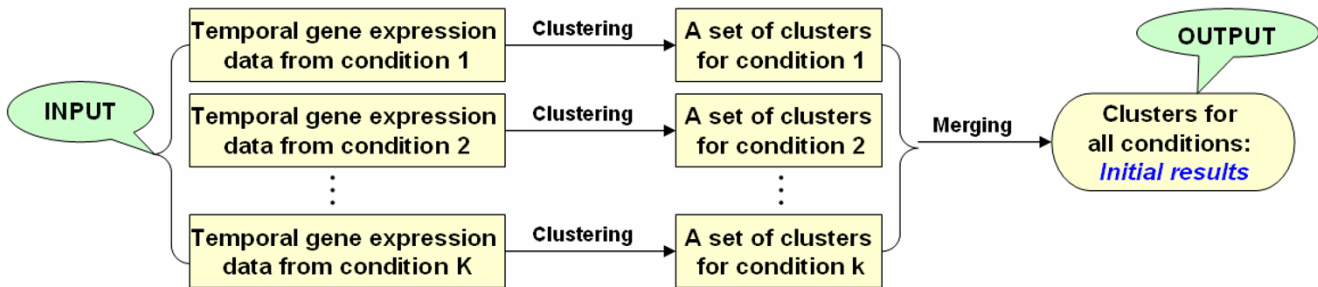 INPUT
Temporal gene expression
data from condition 1
Clustering
A set of clusters
for condition 1
Temporal gene expression
data from condition 2
Clustering
A set of clusters
for condition 2
Temporal gene expression
data from condition K
Clustering
A set of clusters
for condition k
Merging
OUTPUT
Clusters for
all conditions:
Initial results